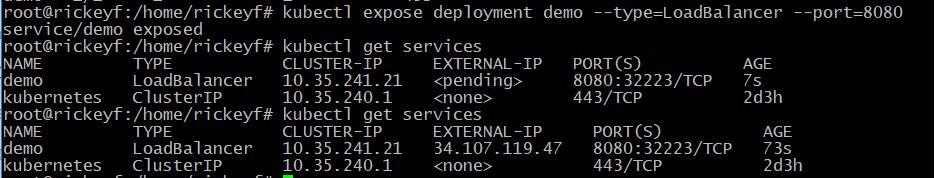 root@rickeyf:/home/rickeyf# kubectl expose deployment demo --type=LoadBalancer --port=8080
service/demo exposed
root@rickeyf:/home/rickeyf# kubectl get services
NAME TYPE CLUSTER-IP EXTERNAL-IP PORT(S) AGE
demo LoadBalancer 10.35.241.21 <pending> 8080:32223/TCP 7s
kubernetes ClusterIP 10.35.240.1 <none> 443/TCP 2d3h
root@rickeyf:/home/rickeyf# kubectl get services
NAME TYPE CLUSTER-IP EXTERNAL-IP PORT(S) AGE
demo LoadBalancer 10.35.241.21 34.107.119.47 8080:32223/TCP 73s
kubernetes ClusterIP 10.35.240.1 <none> 443/TCP 2d3h